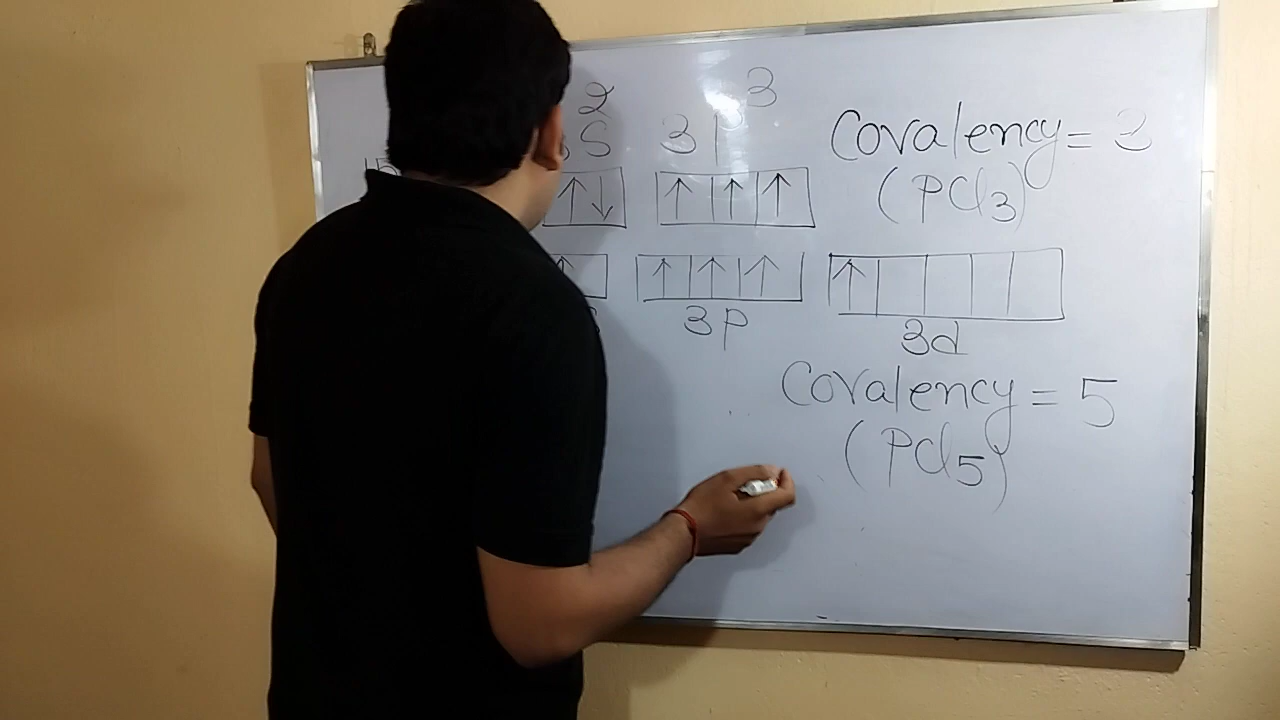 2 3
S 3p Covalency = 3
(PCl3)
3p 3d
Covalency = 5
(PCl5)